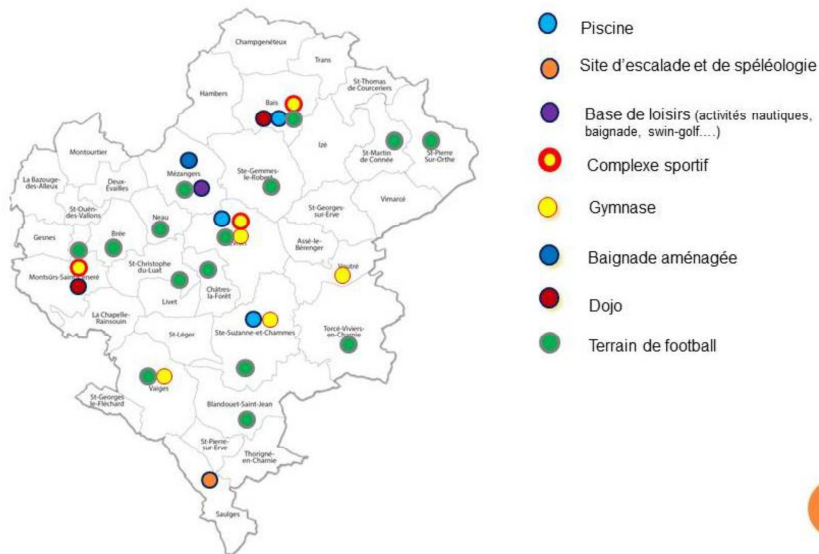 Champgenéteux
Trans
St-Thomas
de Courceriers
Hambers
Bais
Izé
St-Martin
de Connée
St-Pierre
Sur-Orthe
Montourtier
Mézangers
Ste-Gemmes-
le-Robert
La Bazouge-
des-Alleux
Deux-
Evailles
Vimarcé
St-Ouën-
des-Vallons
Neau
St-Georges-
sur-Erve
Gesnes
Brée
Assé-le-
Bérenger
St-Christophe
du-Luat
Voutré
Montsûrs-Saint
Châtres-
la-Forêt
Livet
La Chapelle-
Rainsouin
St-Léger
Ste-Suzanne-et-Chammes
Torcé-Viviers-
en-Charnie
Vaiges
St-Georges
le-Fléchard
Blandouet-Saint-Jean
St-Pierre-
sur-Erve
Thorigné-
en-Charnie
Saulges
Piscine
Site d'escalade et de spéléologie
Base de loisirs (activités nautiques,
baignade, swin-golf....)
Complexe sportif
Gymnase
Baignade aménagée
Dojo
Terrain de football